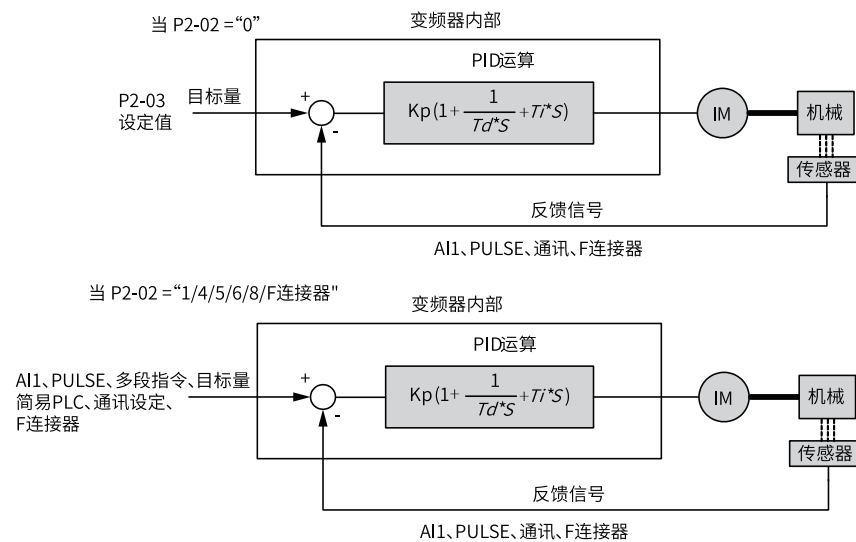 当 P2-02 =“0”
变频器内部
PID运算
P2-03
设定值
目标量
+
-
Kp(1+ 1/Td*S +Ti*S)
IM
机械
传感器
反馈信号
AI1、PULSE、通讯、F连接器
当 P2-02 =“1/4/5/6/8/F连接器"
变频器内部
PID运算
AI1、PULSE、多段指令、目标量
简易PLC、通讯设定、
F连接器
+
-
Kp(1+ 1/Td*S +Ti*S)
IM
机械
传感器
反馈信号
AI1、PULSE、通讯、F连接器